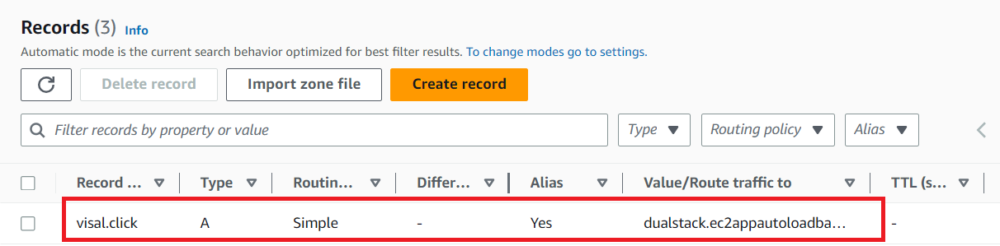 Records (3) Info
Automatic mode is the current search behavior optimized for best filter results. To change modes go to settings.
Delete record Import zone file Create record
Filter records by property or value Type Routing policy Alias
Record ... Type Routin... Differ... Alias Value/Route traffic to TTL (s...
visal.click A Simple - Yes dualstack.ec2appautoloadba... -